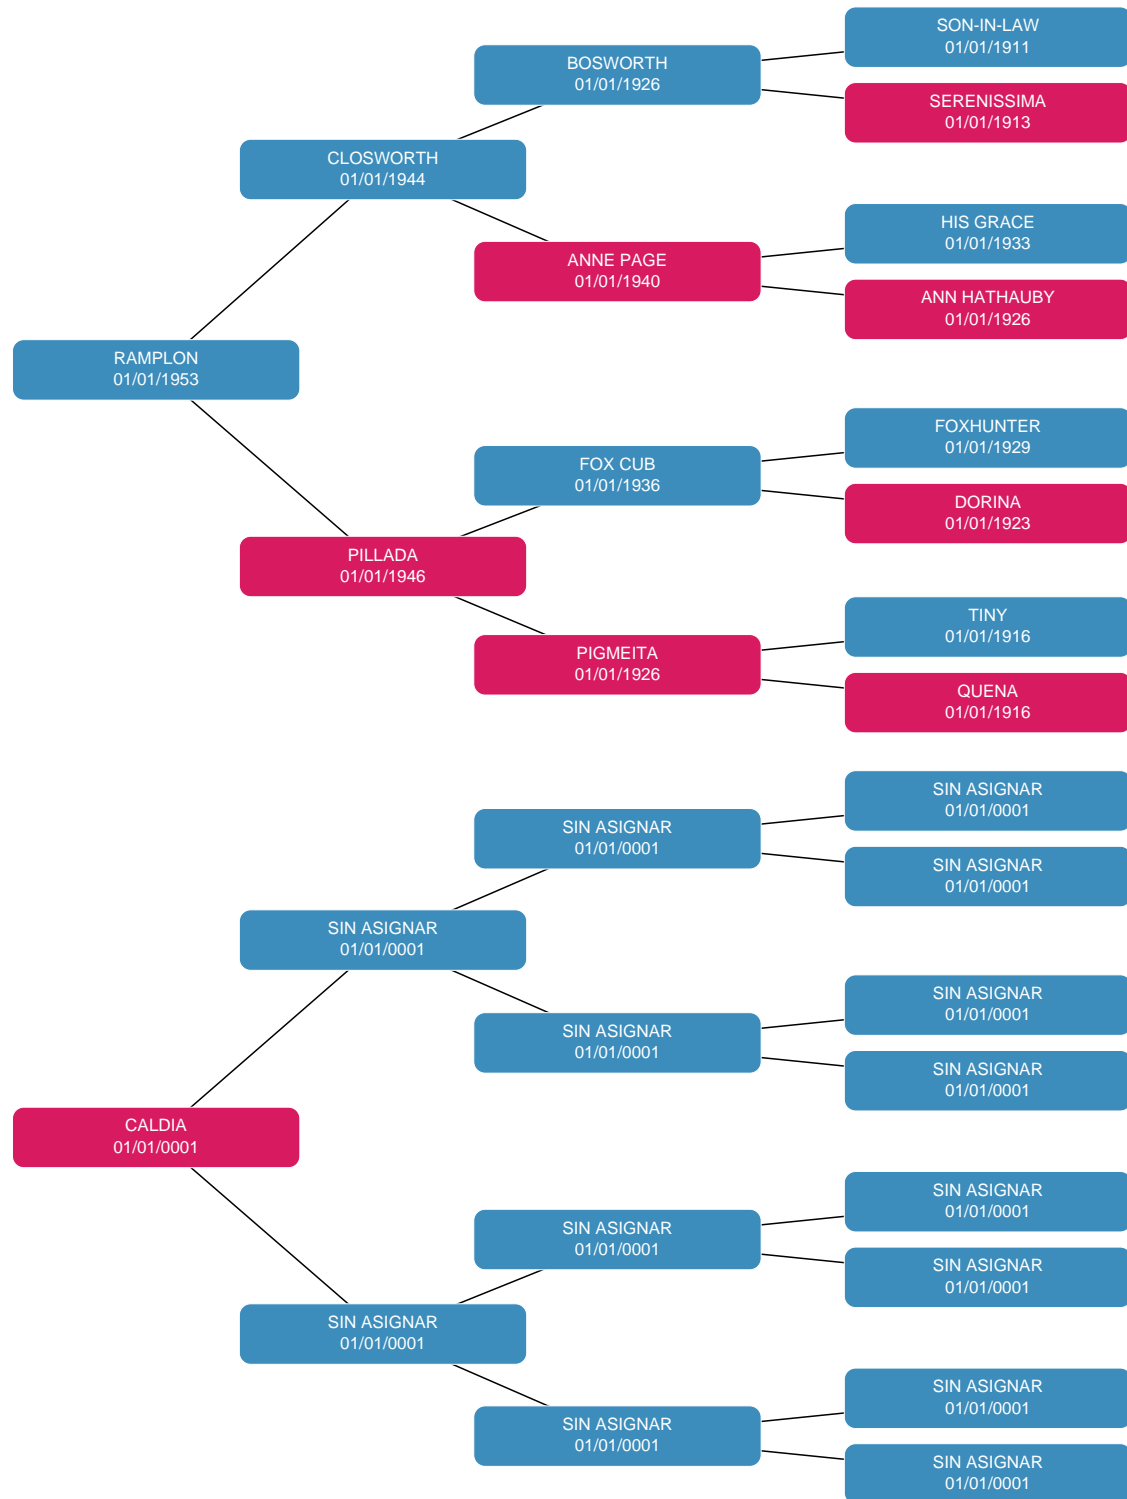 SON-IN-LAW
01/01/1911
BOSWORTH
01/01/1926
SERENISSIMA
01/01/1913
CLOSWORTH
01/01/1944
HIS GRACE
01/01/1933
ANNE PAGE
01/01/1940
ANN HATHAUBY
01/01/1926
RAMPLON
01/01/1953
FOXHUNTER
01/01/1929
FOX CUB
01/01/1936
DORINA
01/01/1923
PILLADA
01/01/1946
TINY
01/01/1916
PIGMEITA
01/01/1926
QUENA
01/01/1916
SIN ASIGNAR
01/01/0001
SIN ASIGNAR
01/01/0001
SIN ASIGNAR
01/01/0001
SIN ASIGNAR
01/01/0001
SIN ASIGNAR
01/01/0001
SIN ASIGNAR
01/01/0001
SIN ASIGNAR
01/01/0001
CALDIA
01/01/0001
SIN ASIGNAR
01/01/0001
SIN ASIGNAR
01/01/0001
SIN ASIGNAR
01/01/0001
SIN ASIGNAR
01/01/0001
SIN ASIGNAR
01/01/0001
SIN ASIGNAR
01/01/0001
SIN ASIGNAR
01/01/0001